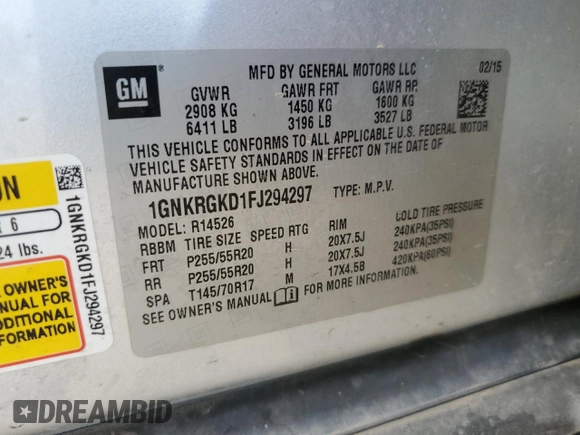 GM
MFD BY GENERAL MOTORS LLC 02/15
GVWR GAWR FRT GAWR RR
2908 KG 1450 KG 1600 KG
6411 LB 3196 LB 3527 LB
THIS VEHICLE CONFORMS TO ALL APPLICABLE U.S. FEDERAL MOTOR
VEHICLE SAFETY STANDARDS IN EFFECT ON THE DATE OF
MANUFACTURE SHOWN ABOVE.
1GNKRGKD1FJ294297 TYPE: M.P.V.
MODEL: R14526
RBBM TIRE SIZE SPEED RTG RIM COLD TIRE PRESSURE
FRT P255/55R20 H 20X7.5J 240KPA(35PSI)
RR P255/55R20 H 20X7.5J 240KPA(35PSI)
SPA T145/70R17 M 17X4.5B 420KPA(60PSI)
SEE OWNER'S MANUAL FOR MORE INFORMATION.
6
24 lbs.
OWNER'S
MANUAL FOR
ADDITIONAL
1GNKRGKD1FJ294297
DREAMBID